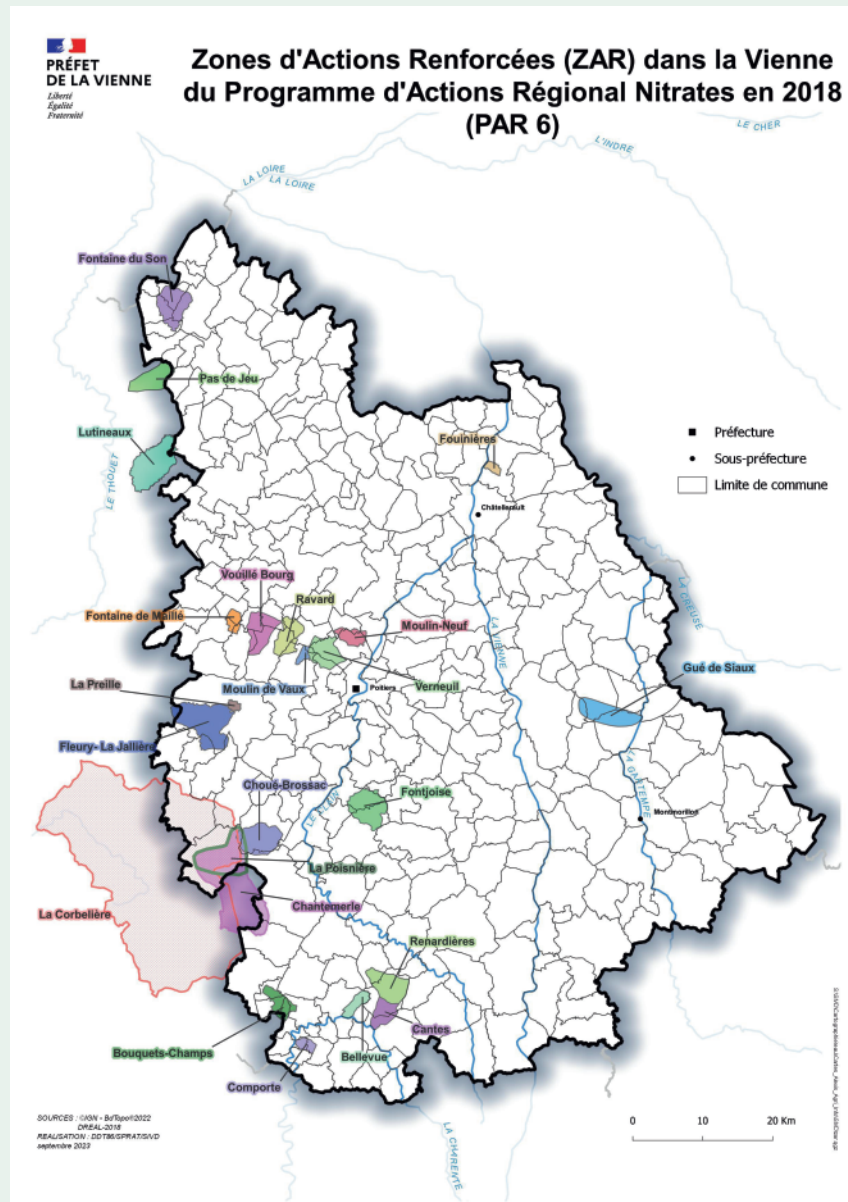 PRÉFET
DE LA VIENNE
Liberté
Égalité
Fraternité
Zones d'Actions Renforcées (ZAR) dans la Vienne
du Programme d'Actions Régional Nitrates en 2018
(PAR 6)
LE CHER
L'INDRE
LA LOIRE
LA LOIRE
Fontaine du Son
Pas de Jeu
Lutineaux
LE THOUET
Fouinières
Préfecture
Sous-préfecture
Limite de commune
Châtellerault
Vouillé Bourg
Ravard
Fontaine de Maillé
Moulin-Neuf
LA VIENNE
LA CREUSE
La Preille
Moulin de Vaux
Poitiers
Verneuil
Gué de Siaux
Fleury- La Jallière
Choué-Brossac
LE CLAIN
Fontjoise
LA GARTEMPE
Montmorillon
La Poisnière
Chantemerle
La Corbelière
Renardières
Cantes
Bouquets-Champs
Bellevue
Comporte
LA CHARENTE
SOURCES : ©IGN - BdTopo®2022
DREAL-2018
REALISATION : DDT86/SPRAT/SIVD
septembre 2023
0 10 20 Km